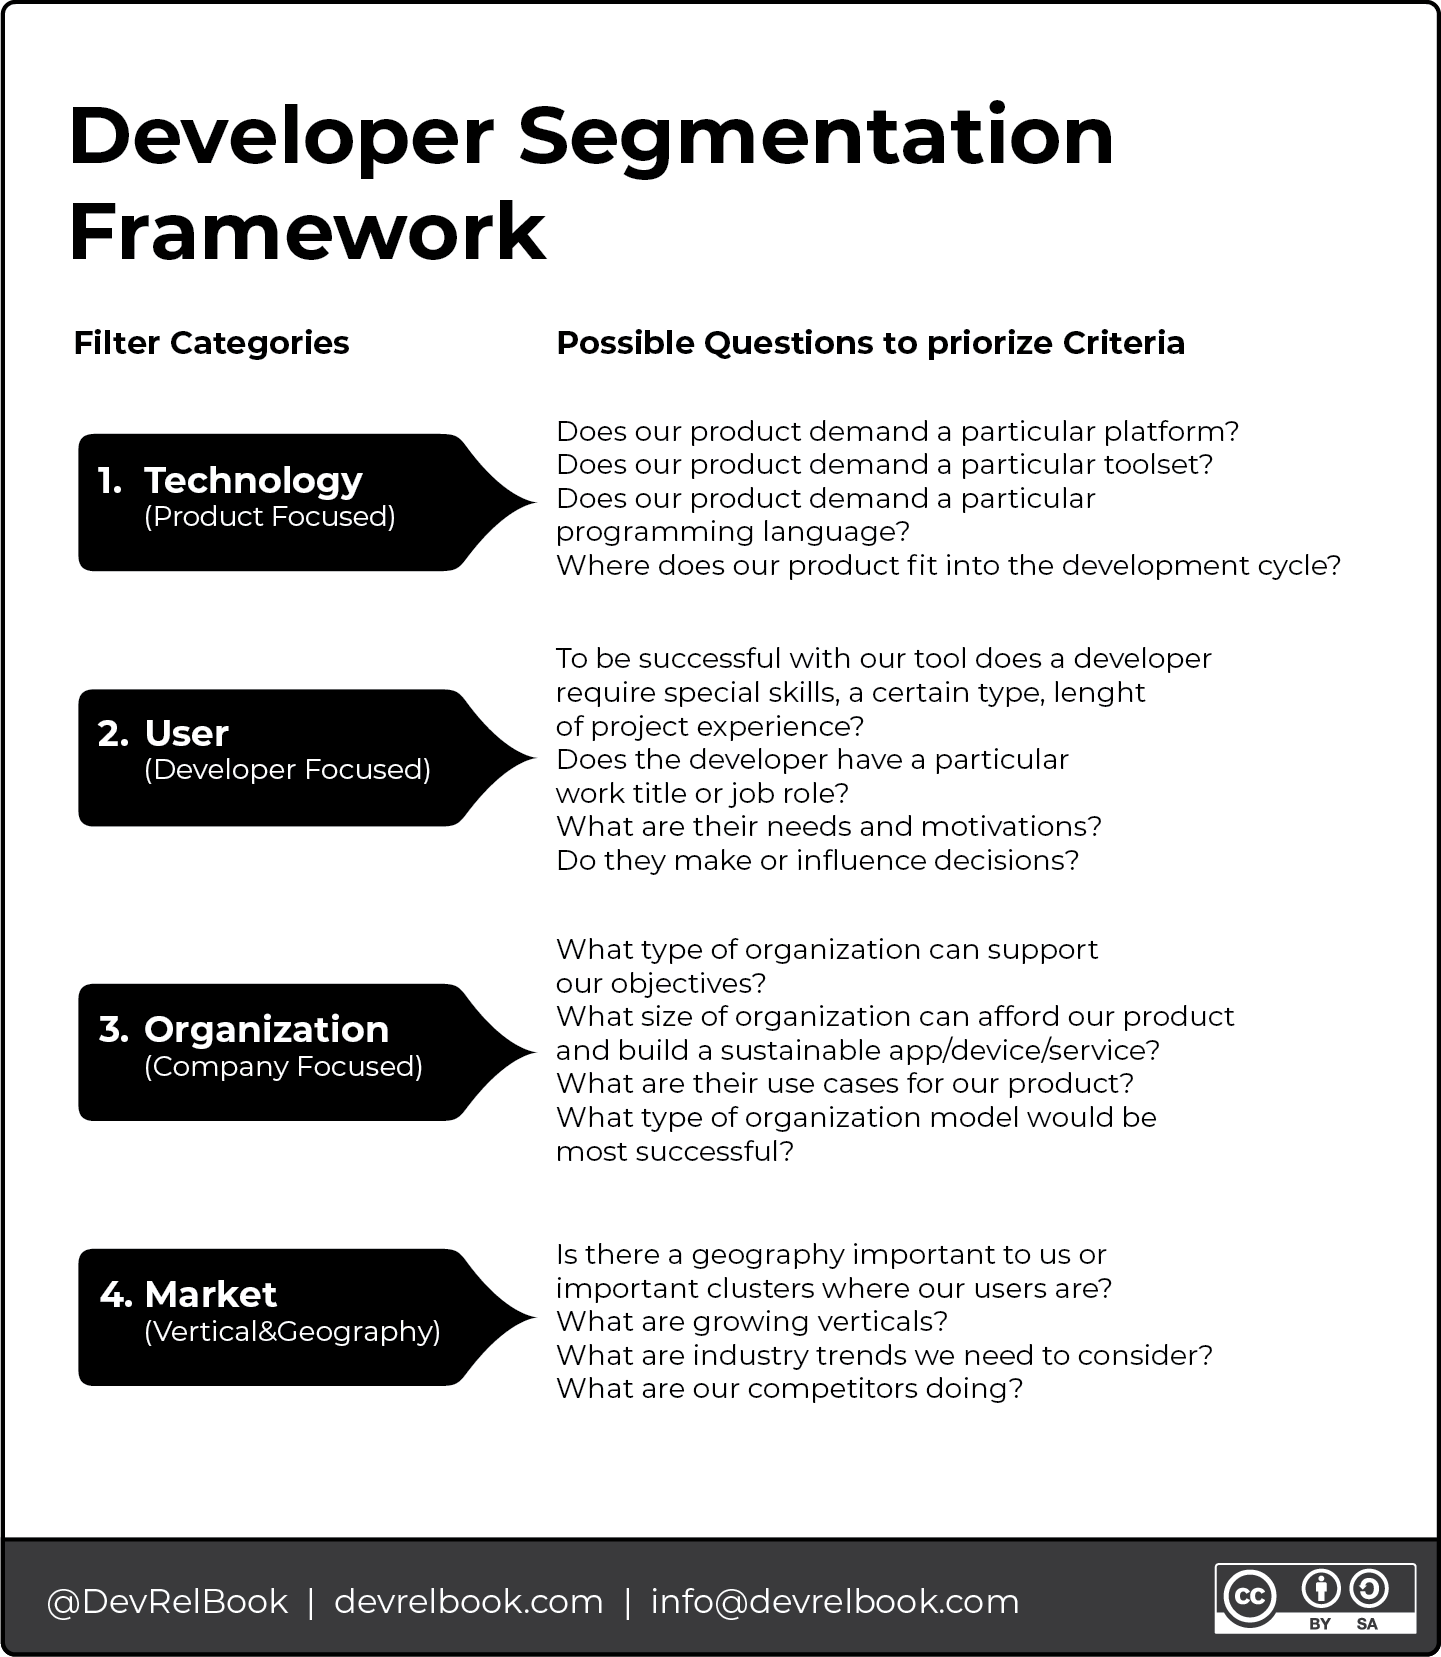 Developer Segmentation
Framework
Filter Categories
Possible Questions to priorize Criteria
1. Technology
(Product Focused)
Does our product demand a particular platform?
Does our product demand a particular toolset?
Does our product demand a particular
programming language?
Where does our product fit into the development cycle?
2. User
(Developer Focused)
To be successful with our tool does a developer
require special skills, a certain type, lenght
of project experience?
Does the developer have a particular
work title or job role?
What are their needs and motivations?
Do they make or influence decisions?
3. Organization
(Company Focused)
What type of organization can support
our objectives?
What size of organization can afford our product
and build a sustainable app/device/service?
What are their use cases for our product?
What type of organization model would be
most successful?
4. Market
(Vertical&Geography)
Is there a geography important to us or
important clusters where our users are?
What are growing verticals?
What are industry trends we need to consider?
What are our competitors doing?
@DevRelBook | devrelbook.com | info@devrelbook.com
cc
BY SA